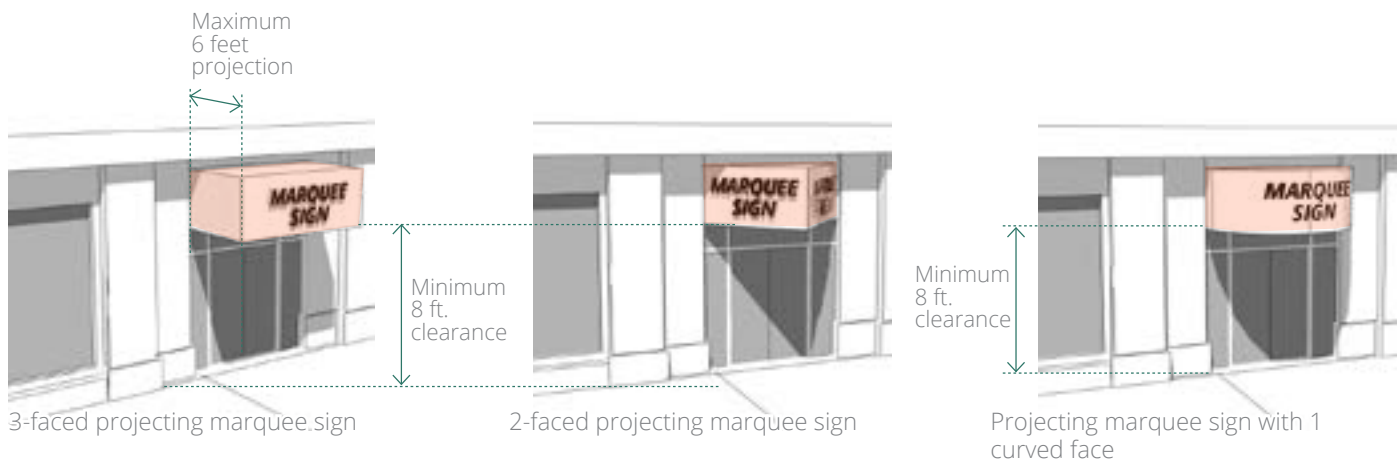 Maximum
6 feet
projection
MARQUEE
SIGN
MARQUEE
SIGN
MARQUEE
SIGN
Minimum
8 ft.
clearance
Minimum
8 ft.
clearance
3-faced projecting marquee sign
2-faced projecting marquee sign
Projecting marquee sign with 1
curved face